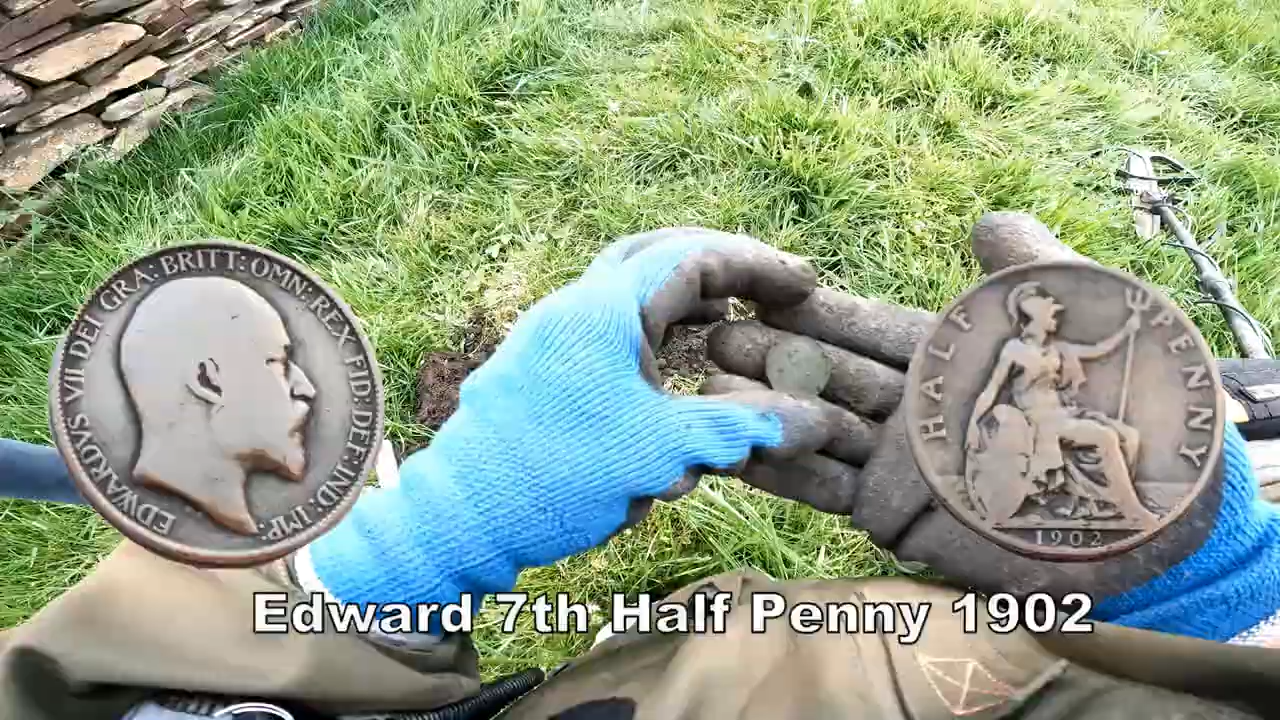 EDWARDVS VII DEI GRA: BRITT: OMN: REX FID: DEF: IND: IMP:
HALF PENNY
1902
Edward 7th Half Penny 1902